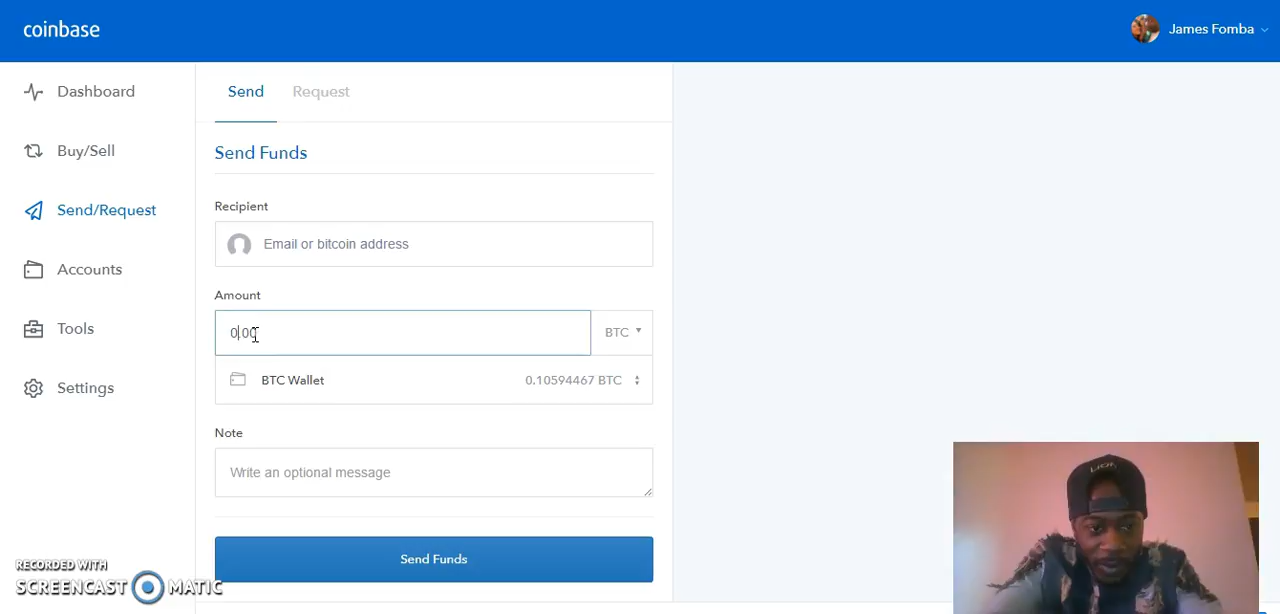 coinbase
James Fomba
Dashboard
Send
Request
Buy/Sell
Send Funds
Send/Request
Recipient
Email or bitcoin address
Accounts
Amount
0.00
BTC
Tools
BTC Wallet
0.10594467 BTC
Settings
Note
Write an optional message
Send Funds
RECORDED WITH
SCREENCAST MATIC
LION